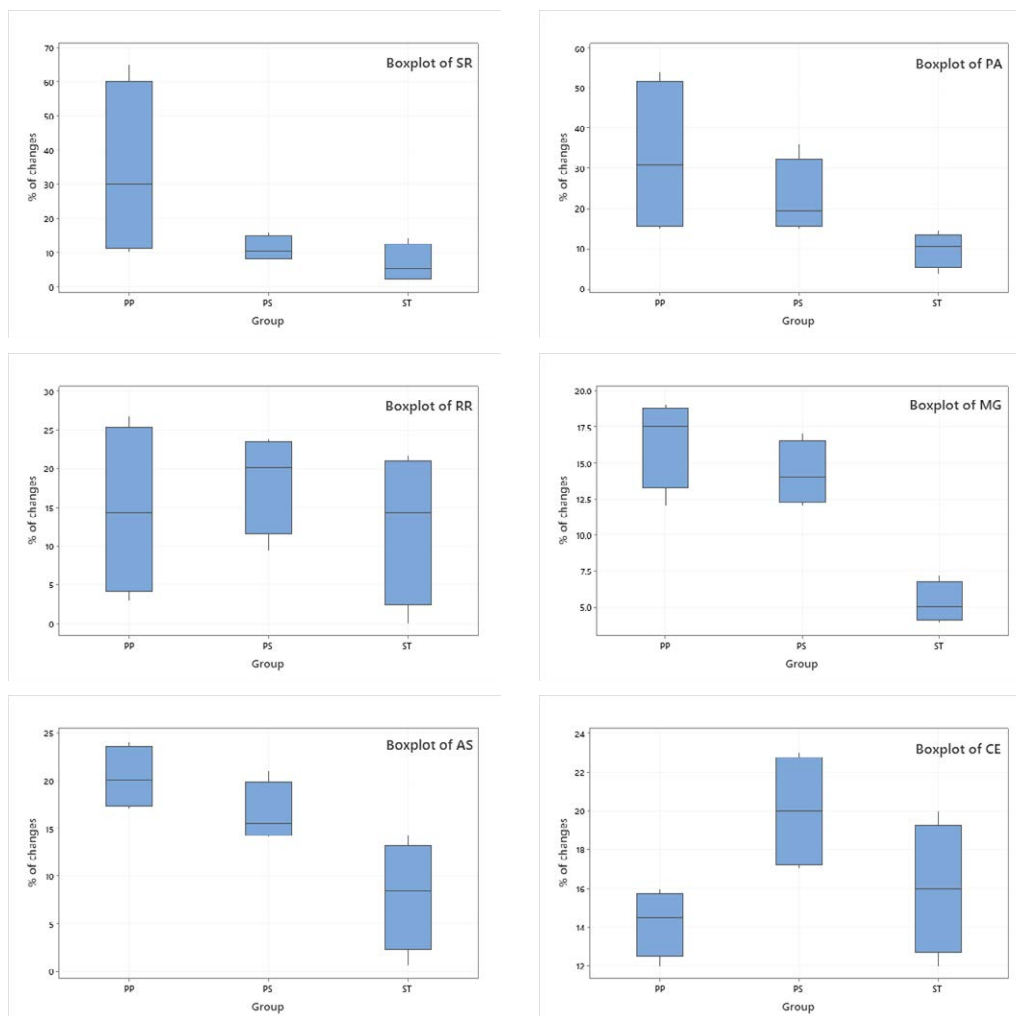 Boxplot of SR
70
60
50
40
30
20
10
0
% of changes
PP PS ST
Group
Boxplot of PA
60
50
40
30
20
10
0
% of changes
PP PS ST
Group
Boxplot of RR
30
25
20
15
10
5
0
% of changes
PP PS ST
Group
Boxplot of MG
20.0
17.5
15.0
12.5
10.0
7.5
5.0
% of changes
PP PS ST
Group
Boxplot of AS
25
20
15
10
5
0
% of changes
PP PS ST
Group
Boxplot of CE
24
22
20
18
16
14
12
% of changes
PP PS ST
Group